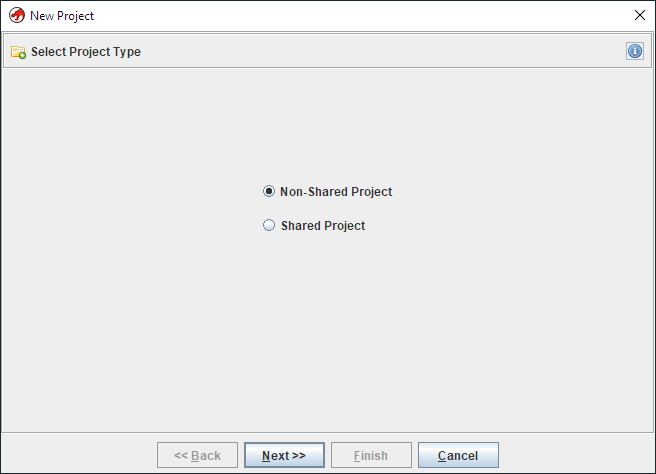 New Project
Select Project Type
Non-Shared Project
Shared Project
<< Back Next >> Finish Cancel